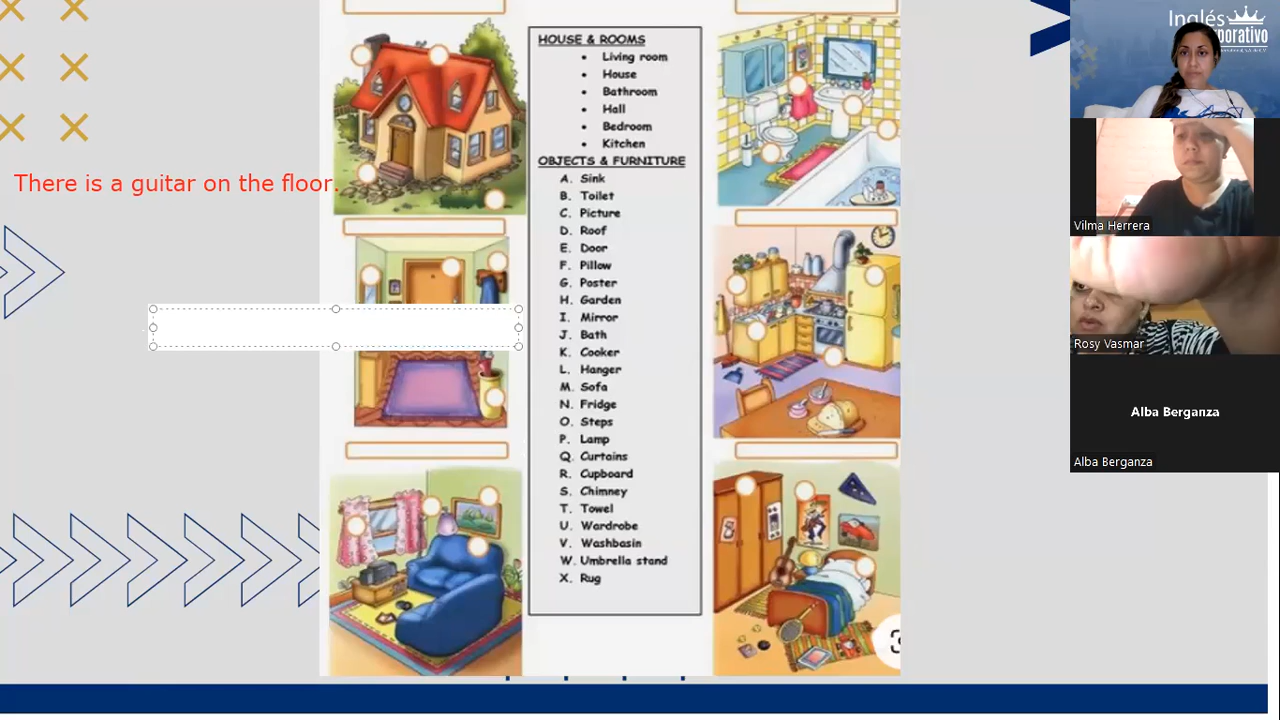 There is a guitar on the floor.
HOUSE & ROOMS
• Living room
• House
• Bathroom
• Hall
• Bedroom
• Kitchen
OBJECTS & FURNITURE
A. Sink
B. Toilet
C. Picture
D. Roof
E. Door
F. Pillow
G. Poster
H. Garden
I. Mirror
J. Bath
K. Cooker
L. Hanger
M. Sofa
N. Fridge
O. Steps
P. Lamp
Q. Curtains
R. Cupboard
S. Chimney
T. Towel
U. Wardrobe
V. Washbasin
W. Umbrella stand
X. Rug
Inglés
porativo
Vilma Herrera
Rosy Vasmar
Alba Berganza
Alba Berganza